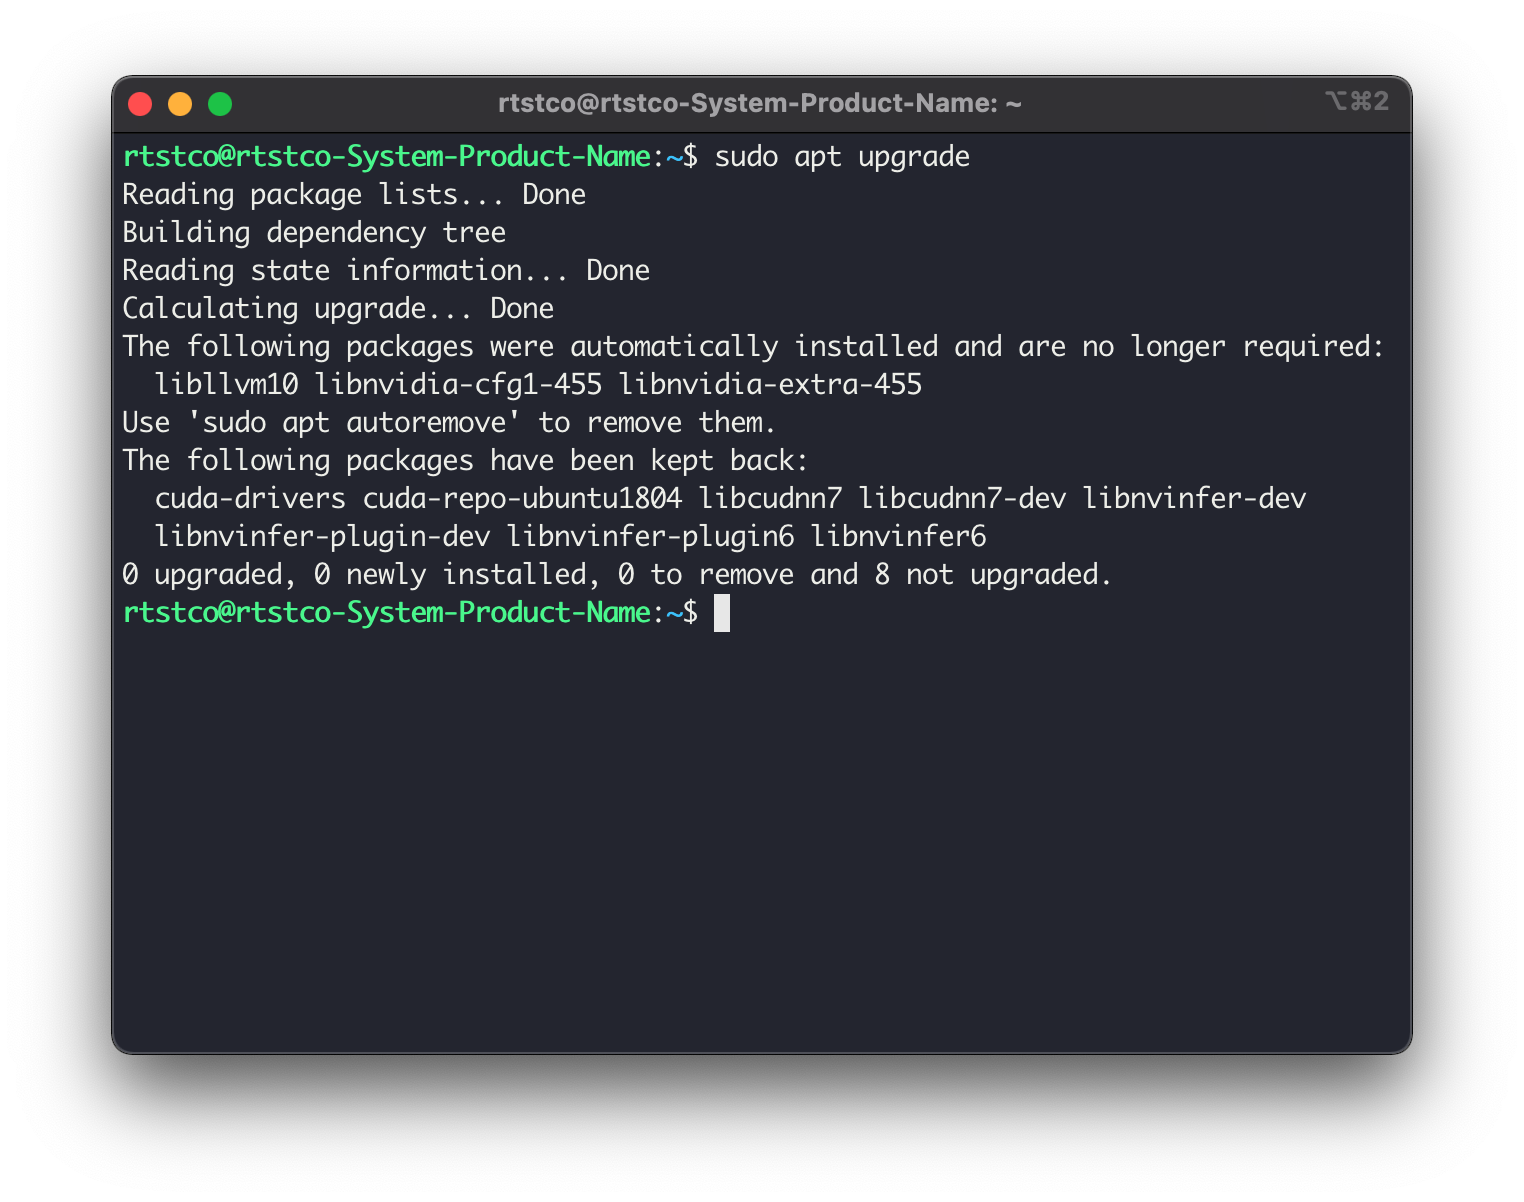 rtstco@rtstco-System-Product-Name: ~
⌥⌘2
rtstco@rtstco-System-Product-Name:~$ sudo apt upgrade
Reading package lists... Done
Building dependency tree
Reading state information... Done
Calculating upgrade... Done
The following packages were automatically installed and are no longer required:
  libllvm10 libnvidia-cfg1-455 libnvidia-extra-455
Use 'sudo apt autoremove' to remove them.
The following packages have been kept back:
  cuda-drivers cuda-repo-ubuntu1804 libcudnn7 libcudnn7-dev libnvinfer-dev
  libnvinfer-plugin-dev libnvinfer-plugin6 libnvinfer6
0 upgraded, 0 newly installed, 0 to remove and 8 not upgraded.
rtstco@rtstco-System-Product-Name:~$